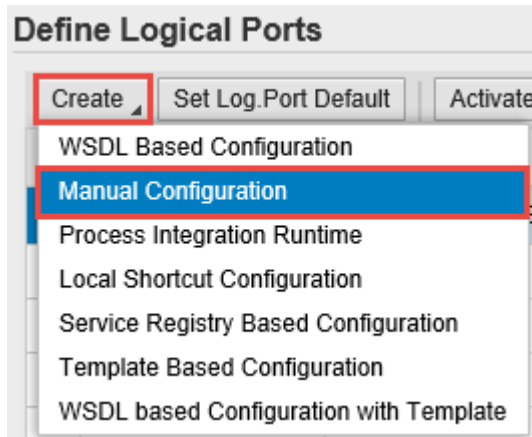 Define Logical Ports
Create Set Log.Port Default Activate
WSDL Based Configuration
Manual Configuration
Process Integration Runtime
Local Shortcut Configuration
Service Registry Based Configuration
Template Based Configuration
WSDL based Configuration with Template